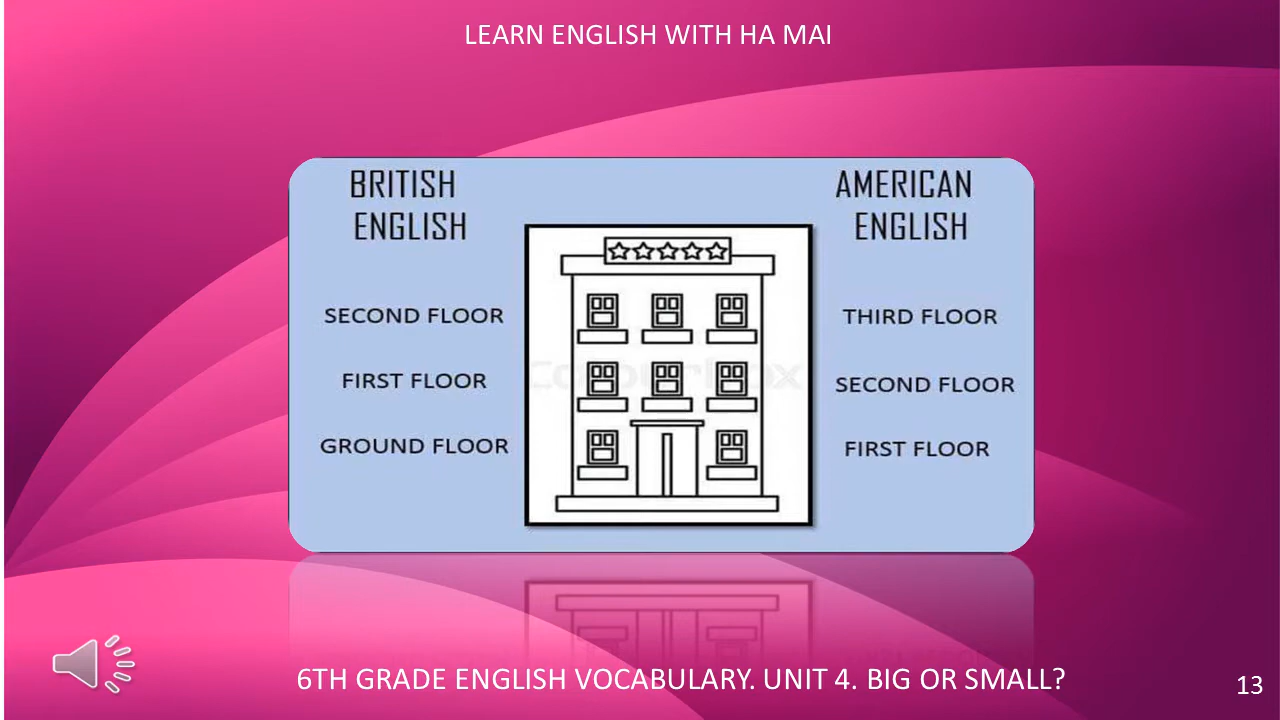 LEARN ENGLISH WITH HA MAI
BRITISH
ENGLISH
AMERICAN
ENGLISH
SECOND FLOOR
THIRD FLOOR
FIRST FLOOR
SECOND FLOOR
GROUND FLOOR
FIRST FLOOR
Colourbox
6TH GRADE ENGLISH VOCABULARY. UNIT 4. BIG OR SMALL?
13